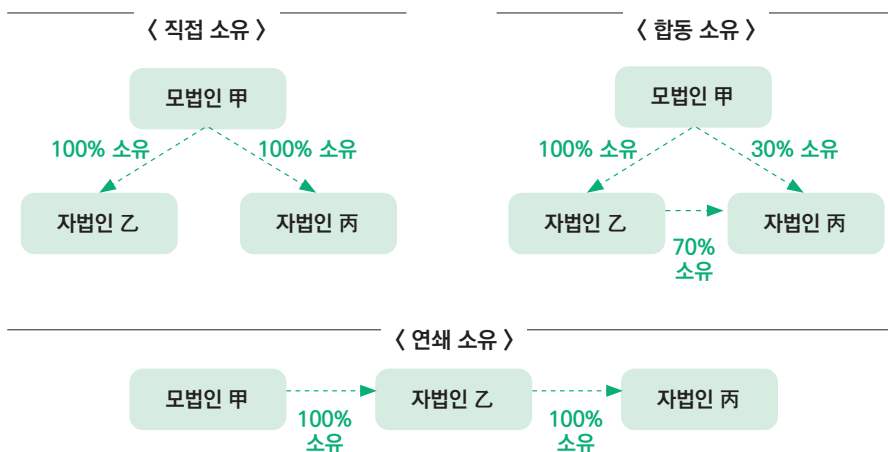 〈 직접 소유 〉
모법인 甲
100% 소유
100% 소유
자법인 乙
자법인 丙
〈 합동 소유 〉
모법인 甲
100% 소유
30% 소유
자법인 乙
자법인 丙
70%
소유
〈 연쇄 소유 〉
모법인 甲
자법인 乙
자법인 丙
100%
소유
100%
소유